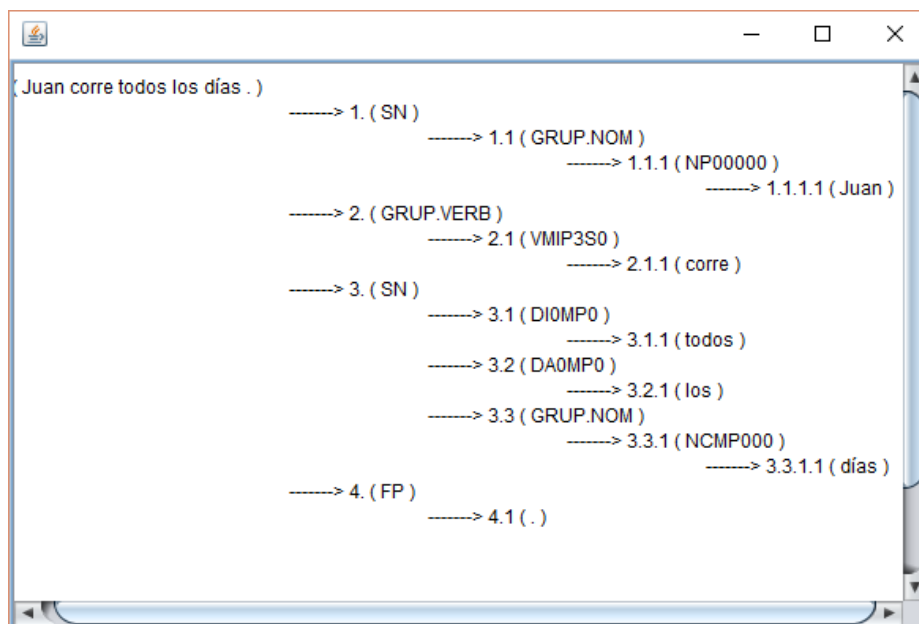 ( Juan corre todos los días . )
-------> 1. ( SN )
-------> 1.1 ( GRUP.NOM )
-------> 1.1.1 ( NP00000 )
-------> 1.1.1.1 ( Juan )
-------> 2. ( GRUP.VERB )
-------> 2.1 ( VMIP3S0 )
-------> 2.1.1 ( corre )
-------> 3. ( SN )
-------> 3.1 ( DI0MP0 )
-------> 3.1.1 ( todos )
-------> 3.2 ( DA0MP0 )
-------> 3.2.1 ( los )
-------> 3.3 ( GRUP.NOM )
-------> 3.3.1 ( NCMP000 )
-------> 3.3.1.1 ( días )
-------> 4. ( FP )
-------> 4.1 ( . )